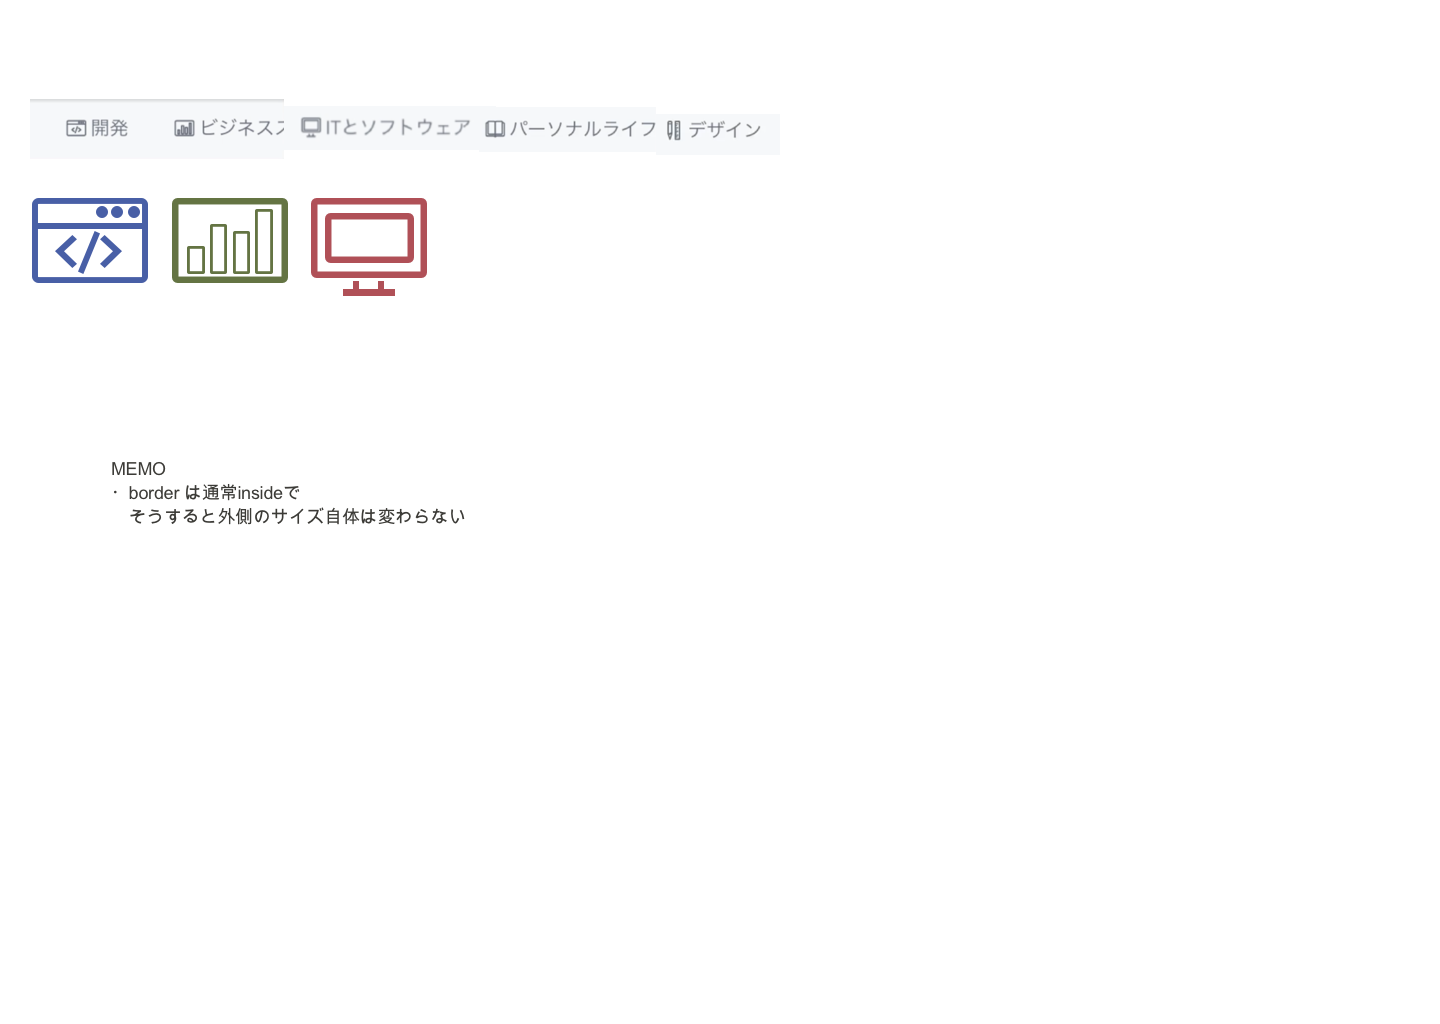 開発
ビジネス
ITとソフトウェア
パーソナルライフ
デザイン
</>
MEMO
・ border は通常insideで
そうすると外側のサイズ自体は変わらない